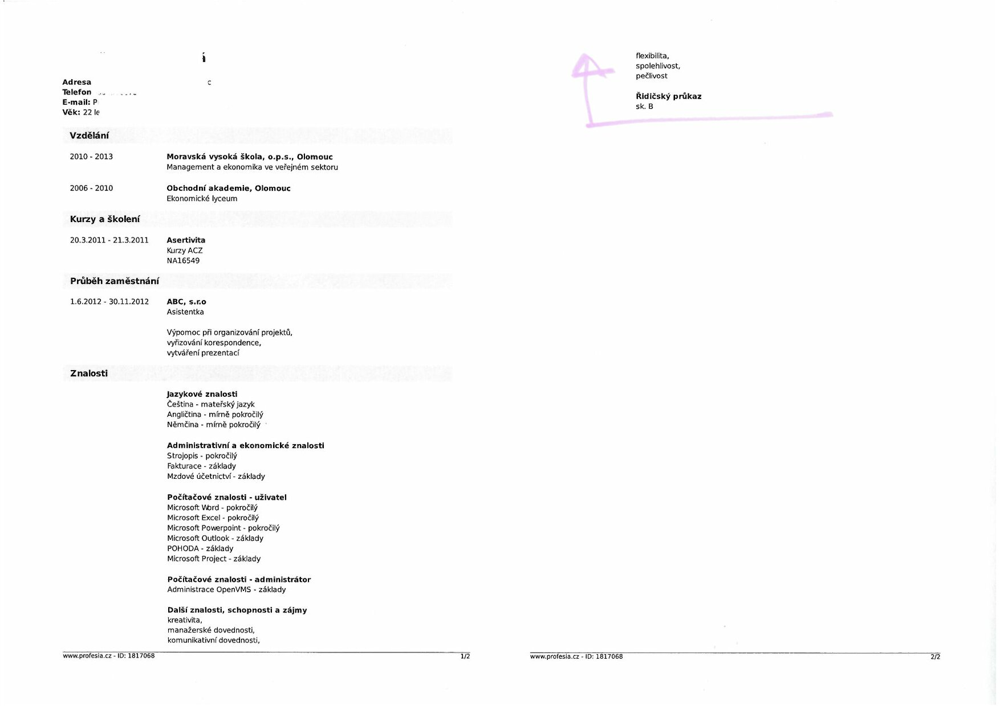 Adresa
Telefon
E-mail: P
Věk: 22 le
Vzdělání
2010 - 2013 Moravská vysoká škola, o.p.s., Olomouc
Management a ekonomika ve veřejném sektoru
2006 - 2010 Obchodní akademie, Olomouc
Ekonomické lyceum
Kurzy a školení
20.3.2011 - 21.3.2011 Asertivita
Kurzy ACZ
NA16549
Průběh zaměstnání
1.6.2012 - 30.11.2012 ABC, s.r.o
Asistentka
Výpomoc při organizování projektů,
vyřizování korespondence,
vytváření prezentací
Znalosti
Jazykové znalosti
Čeština - mateřský jazyk
Angličtina - mírně pokročilý
Němčina - mírně pokročilý
Administrativní a ekonomické znalosti
Strojopis - pokročilý
Fakturace - základy
Mzdové účetnictví - základy
Počítačové znalosti - uživatel
Microsoft Word - pokročilý
Microsoft Excel - pokročilý
Microsoft Powerpoint - pokročilý
Microsoft Outlook - základy
POHODA - základy
Microsoft Project - základy
Počítačové znalosti - administrátor
Administrace OpenVMS - základy
Další znalosti, schopnosti a zájmy
kreativita,
manažerské dovednosti,
komunikativní dovednosti,
www.profesia.cz - ID: 1817068 1/2
flexibilita,
spolehlivost,
pečlivost
Řidičský průkaz
sk. B
www.profesia.cz - ID: 1817068 2/2